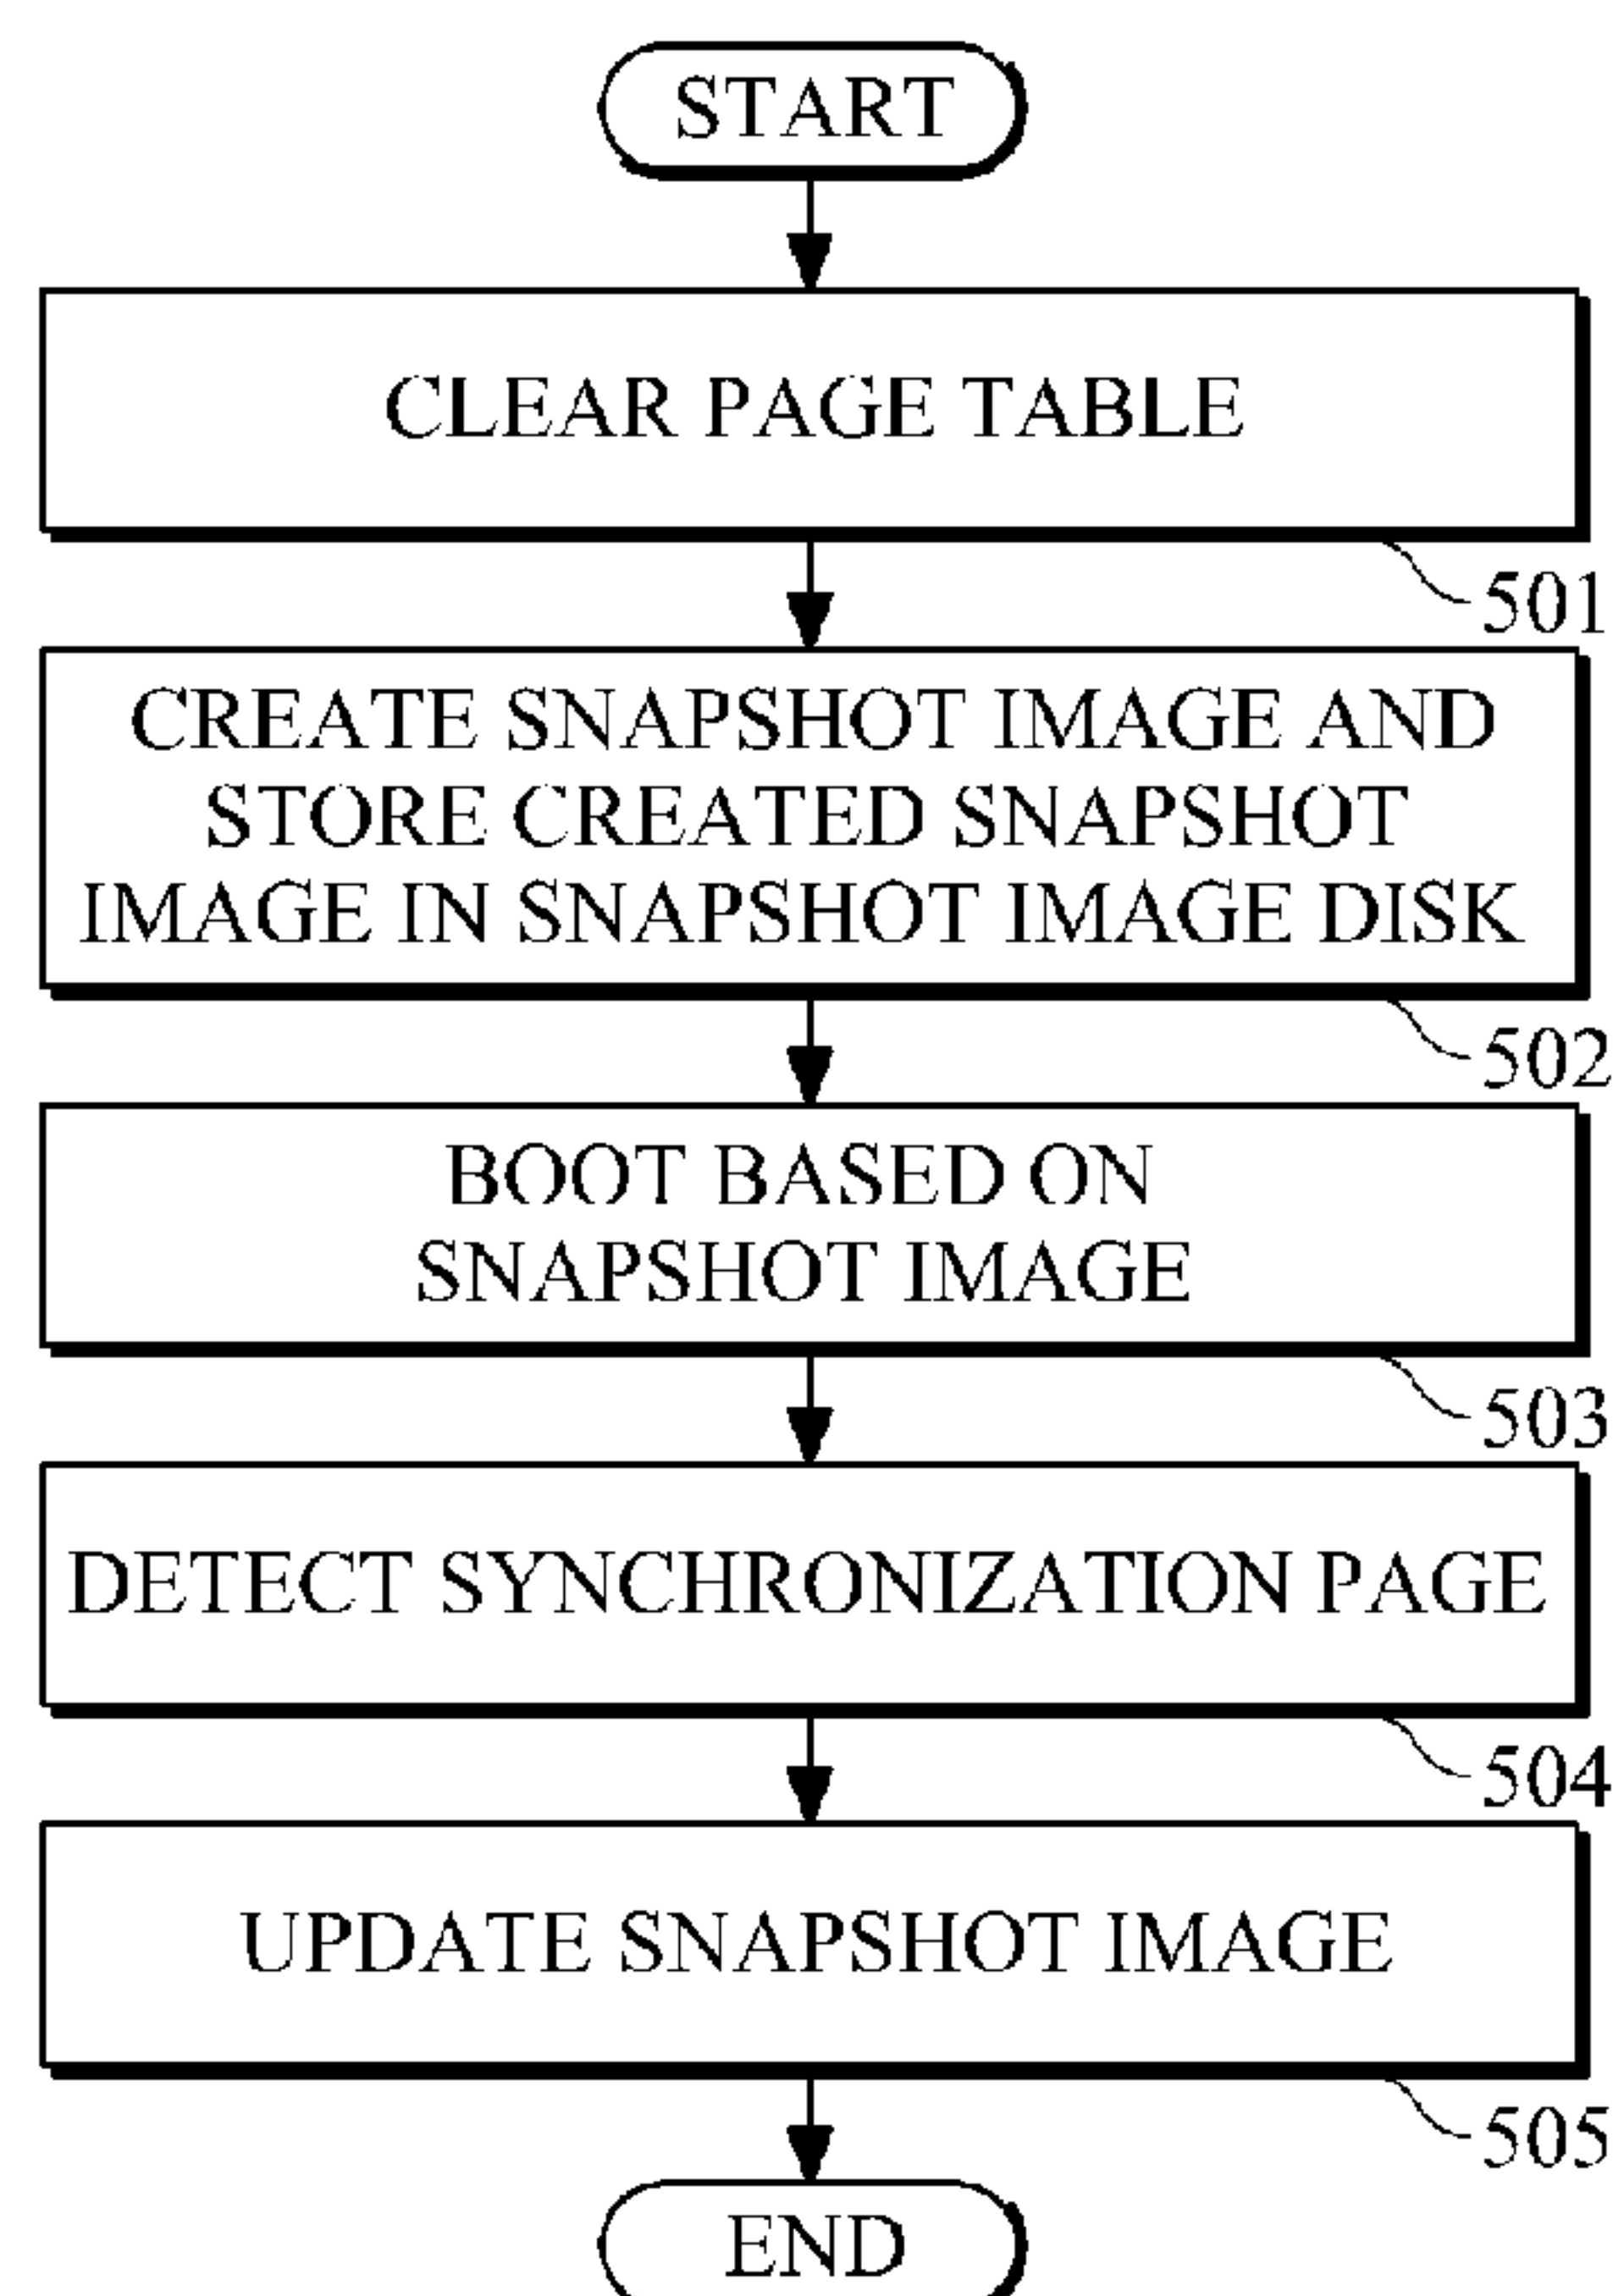 START
CLEAR PAGE TABLE
501
CREATE SNAPSHOT IMAGE AND
STORE CREATED SNAPSHOT
IMAGE IN SNAPSHOT IMAGE DISK
502
BOOT BASED ON
SNAPSHOT IMAGE
503
DETECT SYNCHRONIZATION PAGE
504
UPDATE SNAPSHOT IMAGE
505
END